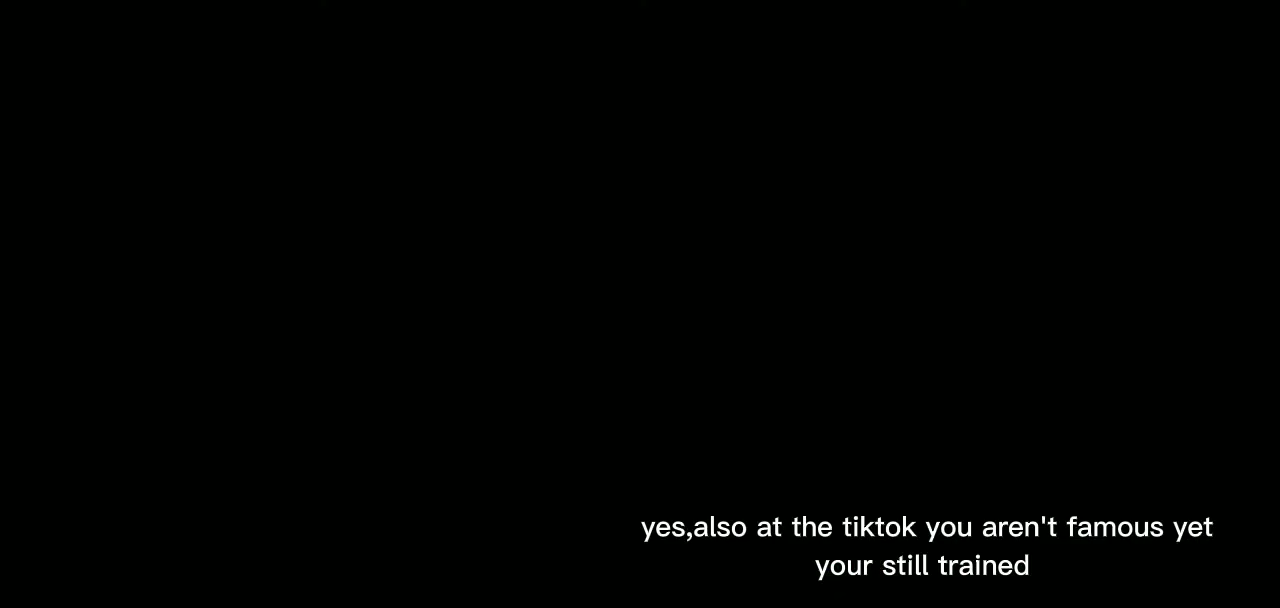 yes,also at the tiktok you aren't famous yet
your still trained